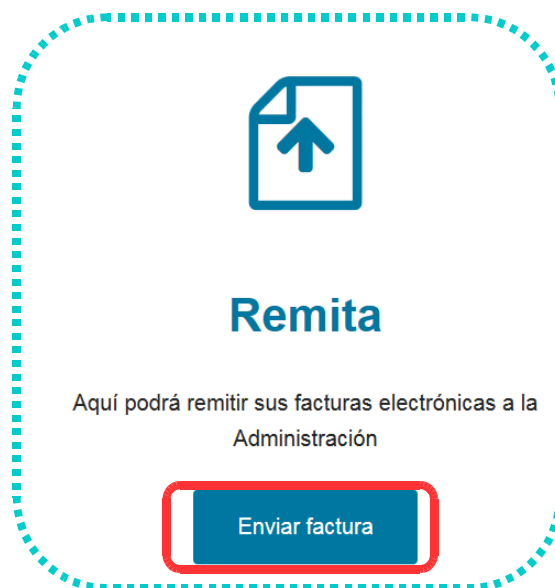 Remita
Aquí podrá remitir sus facturas electrónicas a la
Administración
Enviar factura